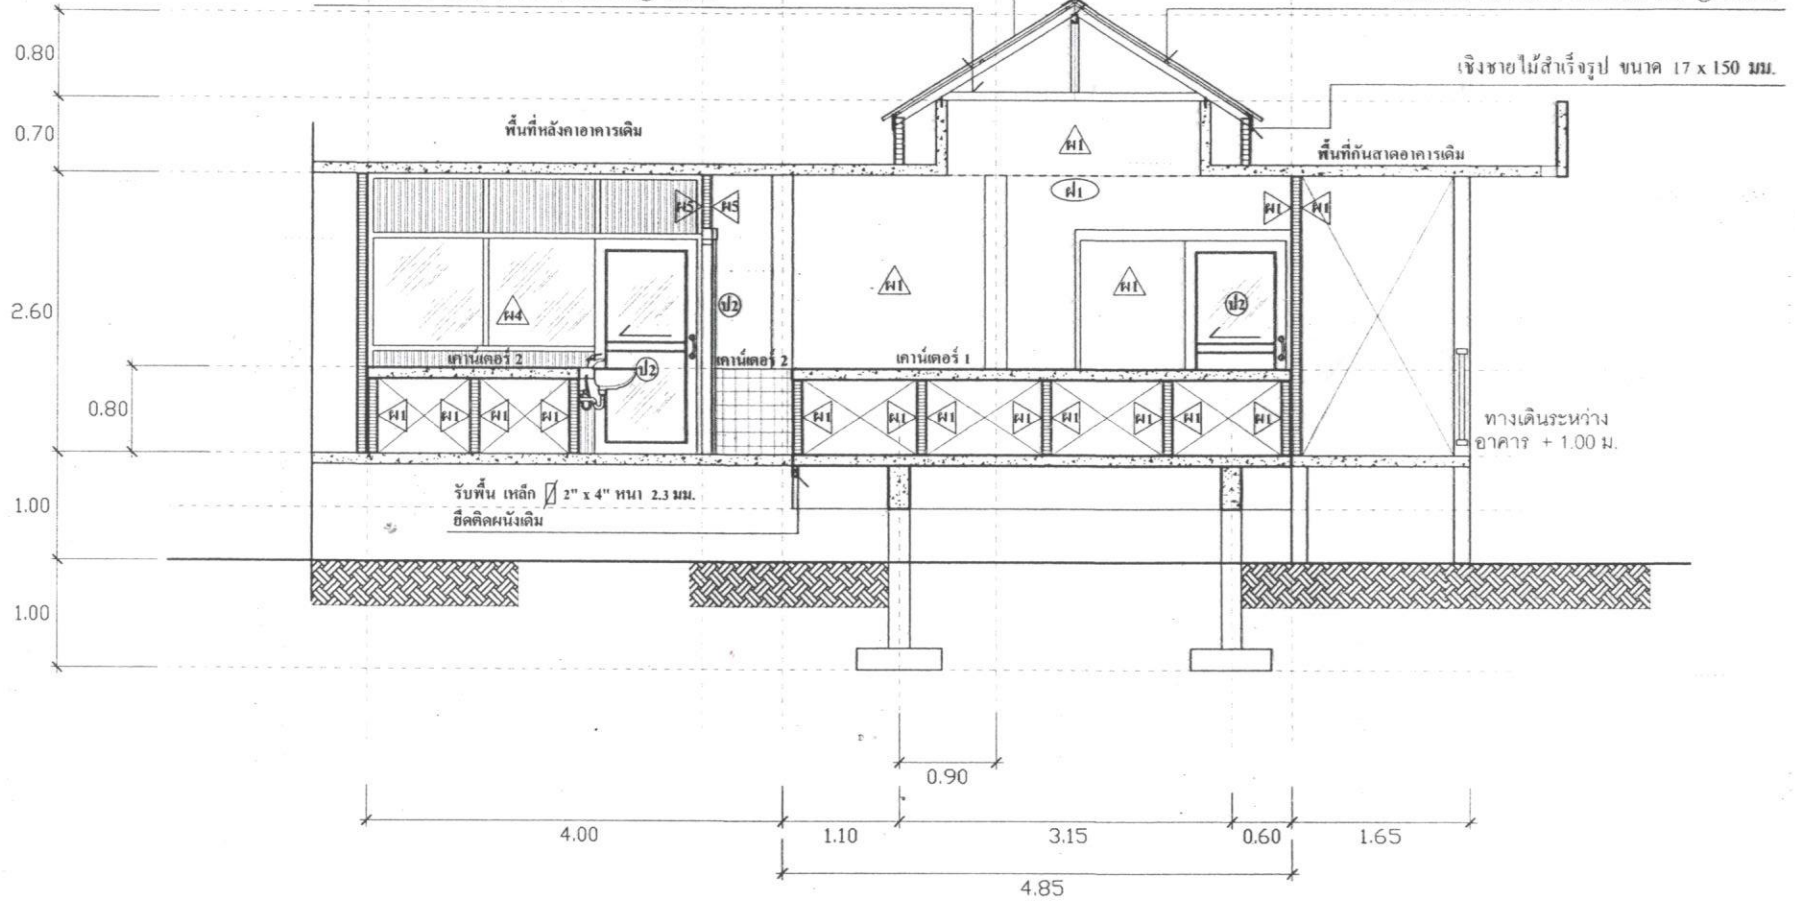 0.80
เชิงชายไม้สำเร็จรูป ขนาด 17 x 150 มม.
0.70
พื้นที่หลังคาอาคารเดิม
ผ1
พื้นที่กันสาดอาคารเดิม
ฝ1
ผ5 ผ5
ผ1 ผ1
2.60
ผ4
ป2
ผ1
ผ1
ป2
เคาน์เตอร์ 2
ป2
เคาน์เตอร์ 2
เคาน์เตอร์ 1
0.80
ผ1 ผ1 ผ1 ผ1
ผ1 ผ1 ผ1 ผ1 ผ1 ผ1 ผ1 ผ1
ทางเดินระหว่าง
อาคาร + 1.00 ม.
1.00
รับพื้น เหล็ก 2" x 4" หนา 2.3 มม.
ยึดติดผนังเดิม
1.00
0.90
4.00 1.10 3.15 0.60 1.65
4.85